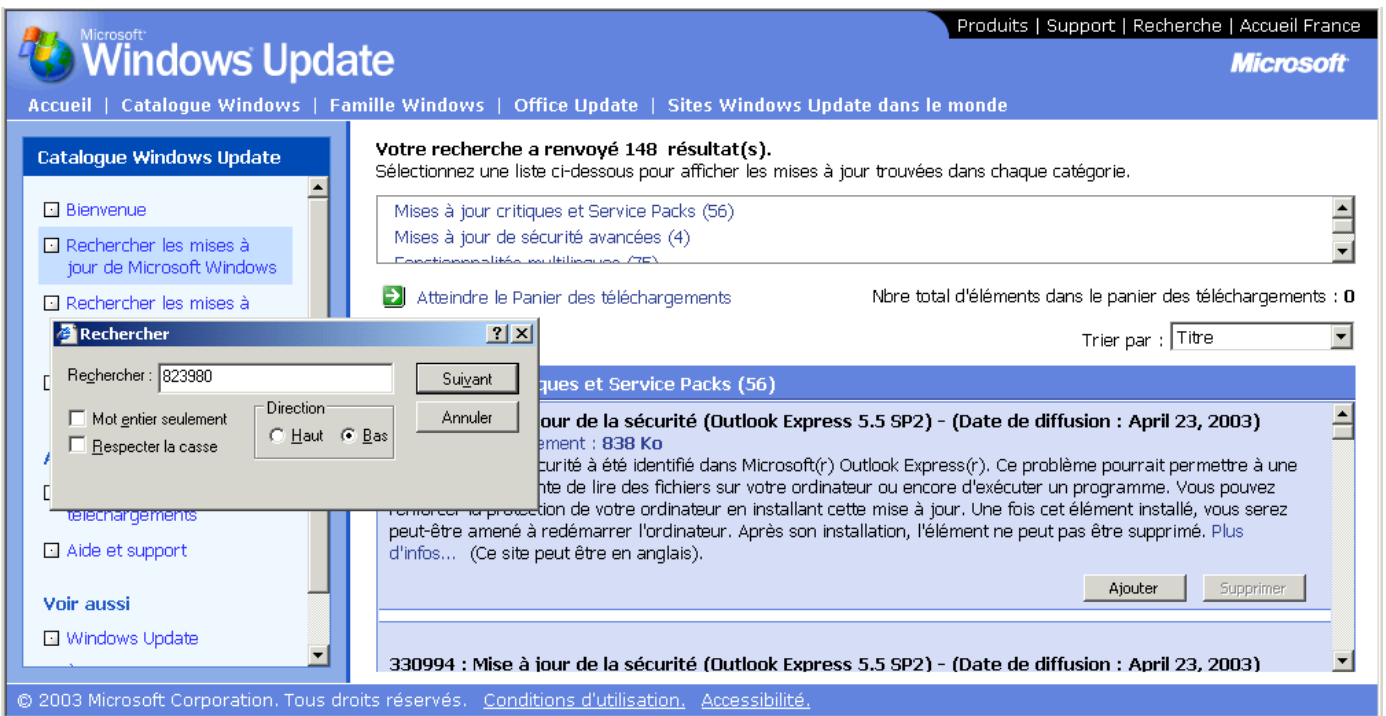 Produits | Support | Recherche | Accueil France
Microsoft
Windows Update
Microsoft
Accueil | Catalogue Windows | Famille Windows | Office Update | Sites Windows Update dans le monde
Catalogue Windows Update
Bienvenue
Rechercher les mises à
jour de Microsoft Windows
Rechercher les mises à
téléchargements
Aide et support
Voir aussi
Windows Update
Votre recherche a renvoyé 148 résultat(s).
Sélectionnez une liste ci-dessous pour afficher les mises à jour trouvées dans chaque catégorie.
Mises à jour critiques et Service Packs (56)
Mises à jour de sécurité avancées (4)
Fonctionnnalités multilingues (75)
Atteindre le Panier des téléchargements
Nbre total d'éléments dans le panier des téléchargements : 0
Trier par : Titre
Rechercher
Rechercher : 823980
Suivant
Mot entier seulement
Respecter la casse
Direction
Haut Bas
Annuler
ques et Service Packs (56)
our de la sécurité (Outlook Express 5.5 SP2) - (Date de diffusion : April 23, 2003)
ement : 838 Ko
curité à été identifié dans Microsoft(r) Outlook Express(r). Ce problème pourrait permettre à une
nte de lire des fichiers sur votre ordinateur ou encore d'exécuter un programme. Vous pouvez
renforcer la protection de votre ordinateur en installant cette mise à jour. Une fois cet élément installé, vous serez
peut-être amené à redémarrer l'ordinateur. Après son installation, l'élément ne peut pas être supprimé. Plus
d'infos... (Ce site peut être en anglais).
Ajouter Supprimer
330994 : Mise à jour de la sécurité (Outlook Express 5.5 SP2) - (Date de diffusion : April 23, 2003)
© 2003 Microsoft Corporation. Tous droits réservés. Conditions d'utilisation. Accessibilité.